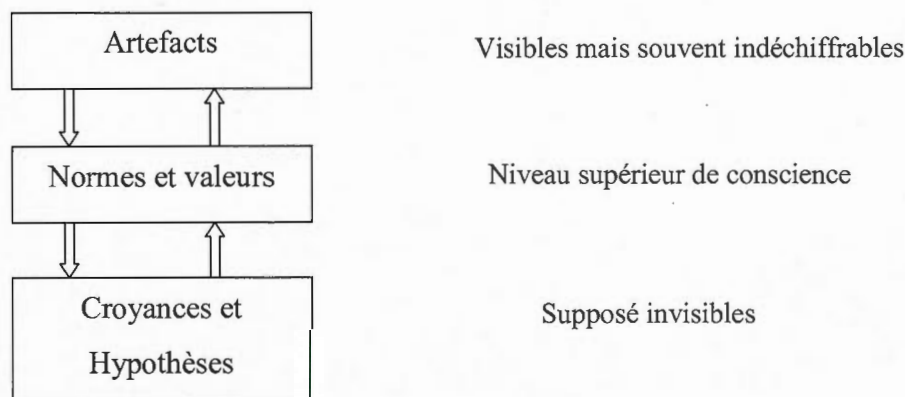 Artefacts
Visibles mais souvent indéchiffrables
Normes et valeurs
Niveau supérieur de conscience
Croyances et
Hypothèses
Supposé invisibles